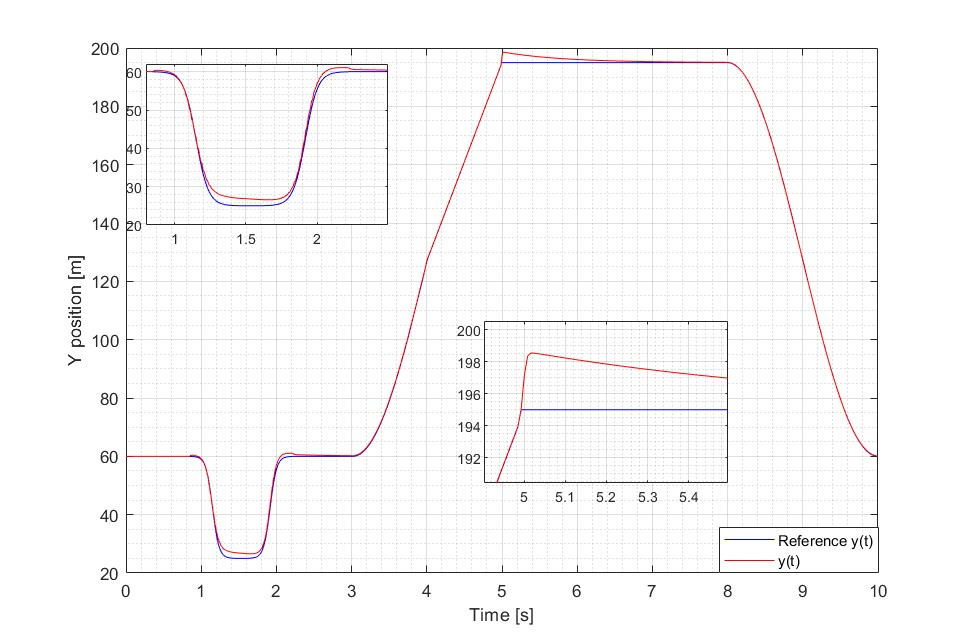 200
180
160
140
120
100
80
60
40
20
Y position [m]
0 1 2 3 4 5 6 7 8 9 10
Time [s]
60
50
40
30
20
1 1.5 2
200
198
196
194
192
5 5.1 5.2 5.3 5.4
Reference y(t)
y(t)